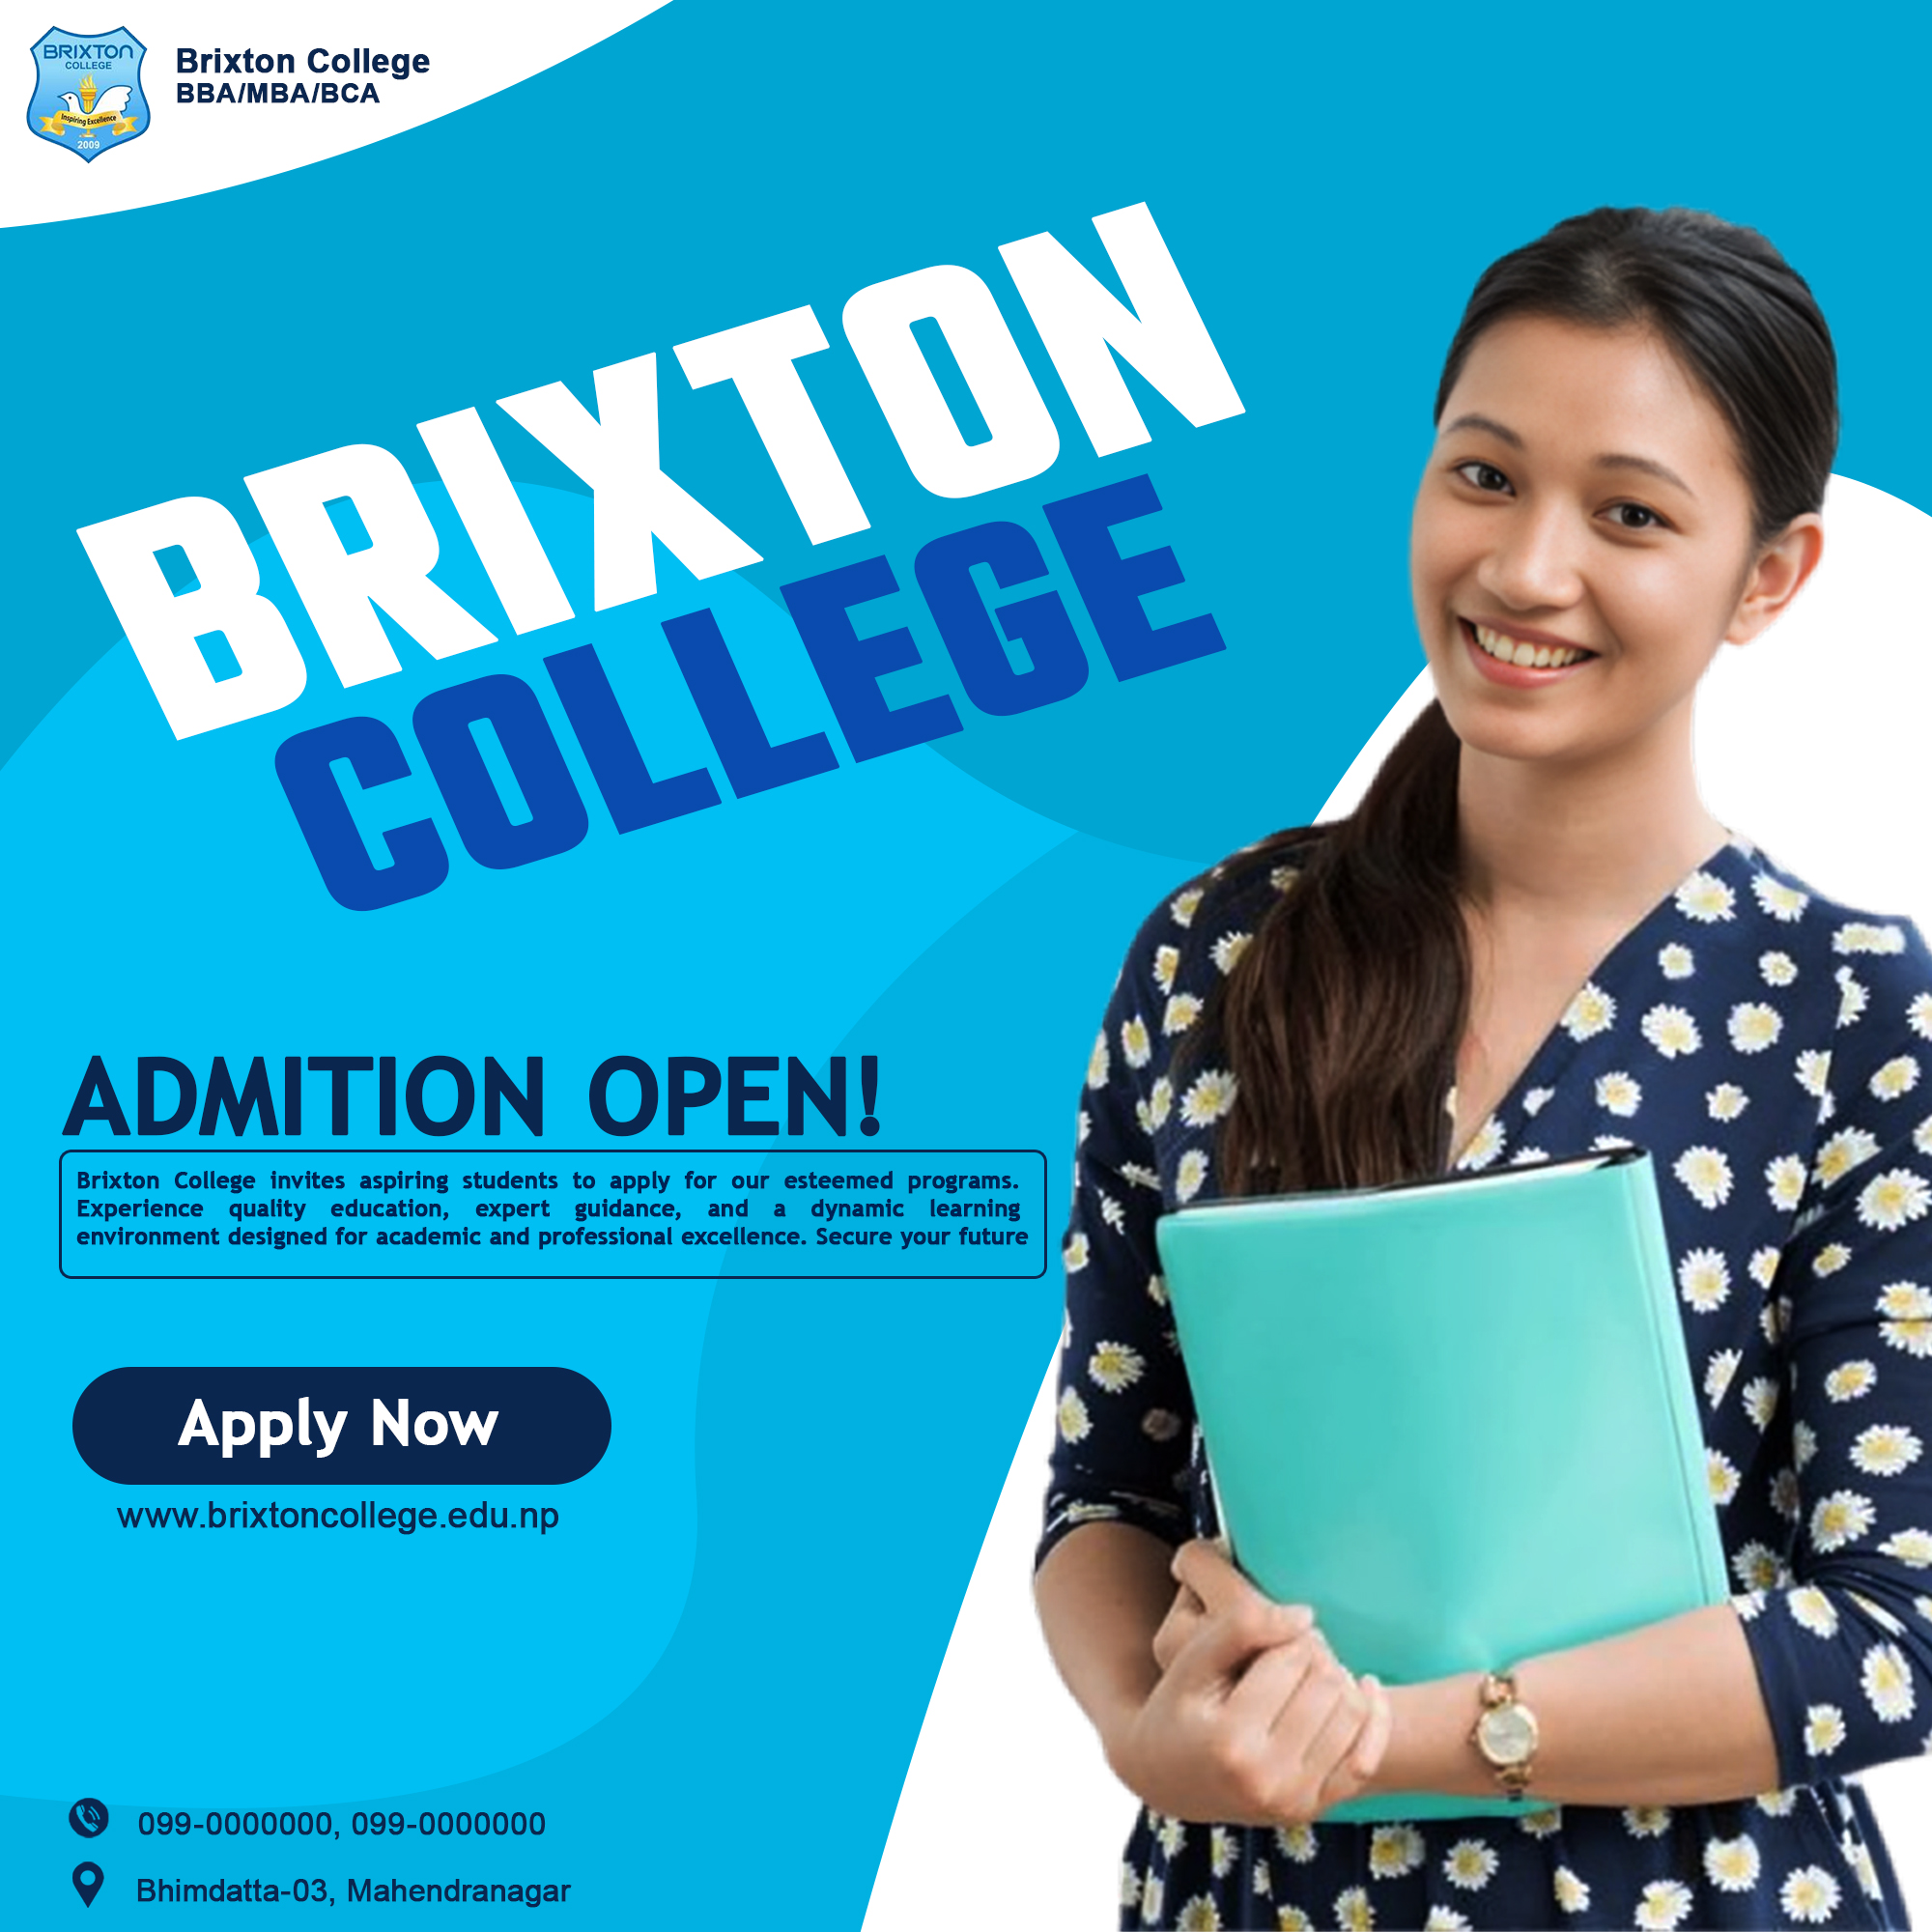 BRIXTON
COLLEGE
Inspiring Excellence
2009
Brixton College
BBA/MBA/BCA
BRIXTON
COLLEGE
ADMITION OPEN!
Brixton College invites aspiring students to apply for our esteemed programs.
Experience quality education, expert guidance, and a dynamic learning
environment designed for academic and professional excellence. Secure your future
Apply Now
www.brixtoncollege.edu.np
099-0000000, 099-0000000
Bhimdatta-03, Mahendranagar